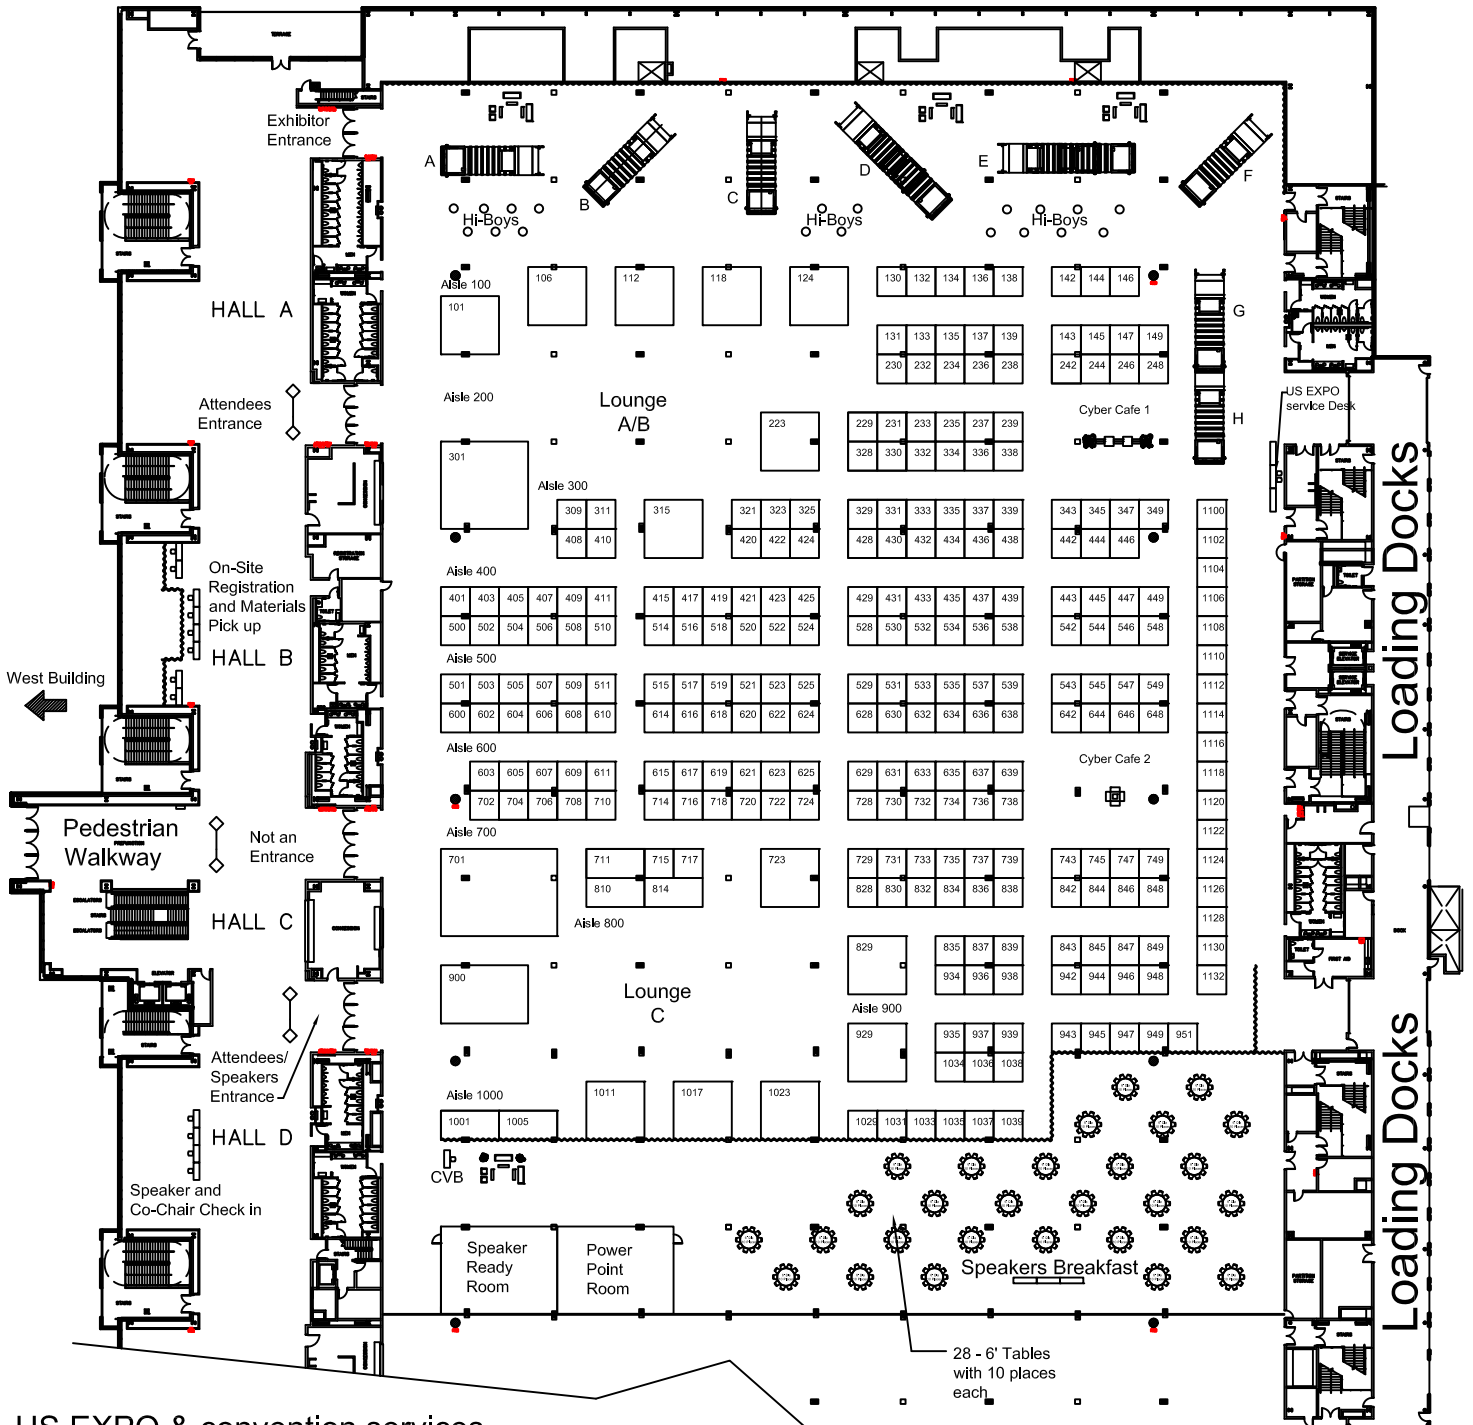 TERRACE
STAIRS
Exhibitor
Entrance
A
B
C
D
E
F
Hi-Boys
Hi-Boys
Hi-Boys
STAIRS
MEN
WOMEN
STAIRS
HALL A
Aisle 100
101
106
112
118
124
130 132 134 136 138
142 144 146
G
131 133 135 137 139
143 145 147 149
230 232 234 236 238
242 244 246 248
Attendees
Entrance
Aisle 200
Lounge
A/B
Cyber Cafe 1
H
US EXPO
service Desk
223
229 231 233 235 237 239
328 330 332 334 336 338
301
Aisle 300
309 311
408 410
315
321 323 325
420 422 424
329 331 333 335 337 339
428 430 432 434 436 438
343 345 347 349
442 444 446
1100
1102
1104
1106
1108
1110
1112
1114
1116
1118
1120
1122
1124
1126
1128
1130
1132
Loading Docks
On-Site
Registration
and Materials
Pick up
HALL B
West Building
Aisle 400
401 403 405 407 409 411
415 417 419 421 423 425
429 431 433 435 437 439
443 445 447 449
500 502 504 506 508 510
514 516 518 520 522 524
528 530 532 534 536 538
542 544 546 548
Aisle 500
501 503 505 507 509 511
515 517 519 521 523 525
529 531 533 535 537 539
543 545 547 549
600 602 604 606 608 610
614 616 618 620 622 624
628 630 632 634 636 638
642 644 646 648
Aisle 600
Cyber Cafe 2
603 605 607 609 611
615 617 619 621 623 625
629 631 633 635 637 639
702 704 706 708 710
714 716 718 720 722 724
728 730 732 734 736 738
Pedestrian
Walkway
Not an
Entrance
Aisle 700
701
711
715 717
723
729 731 733 735 737 739
743 745 747 749
810
814
828 830 832 834 836 838
842 844 846 848
ESCALATORS
STAIRS
ESCALATORS
HALL C
CONCESSION
Aisle 800
829
835 837 839
843 845 847 849
934 936 938
942 944 946 948
ELEVATOR
TOILET
FIRST AID
DOCK
900
Lounge
C
Aisle 900
929
935 937 939
943 945 947 949 951
1034 1036 1038
Attendees/
Speakers
Entrance
Aisle 1000
1001
1005
1011
1017
1023
1029 1031 1033 1035 1037 1039
Loading Docks
HALL D
CVB
Speaker and
Co-Chair Check in
Speaker
Ready
Room
Power
Point
Room
Speakers Breakfast
28 - 6' Tables
with 10 places
each
US EXPO & convention services